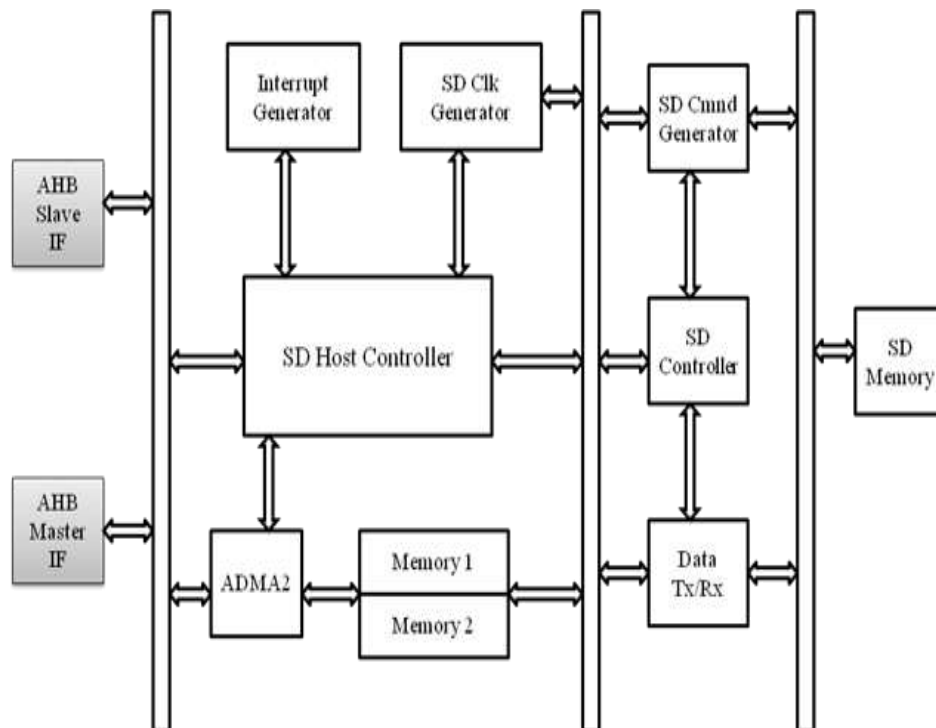 Interrupt
Generator
SD Clk
Generator
SD Cmnd
Generator
AHB
Slave
IF
SD Host Controller
SD
Controller
SD
Memory
AHB
Master
IF
ADMA2
Memory 1
Memory 2
Data
Tx/Rx